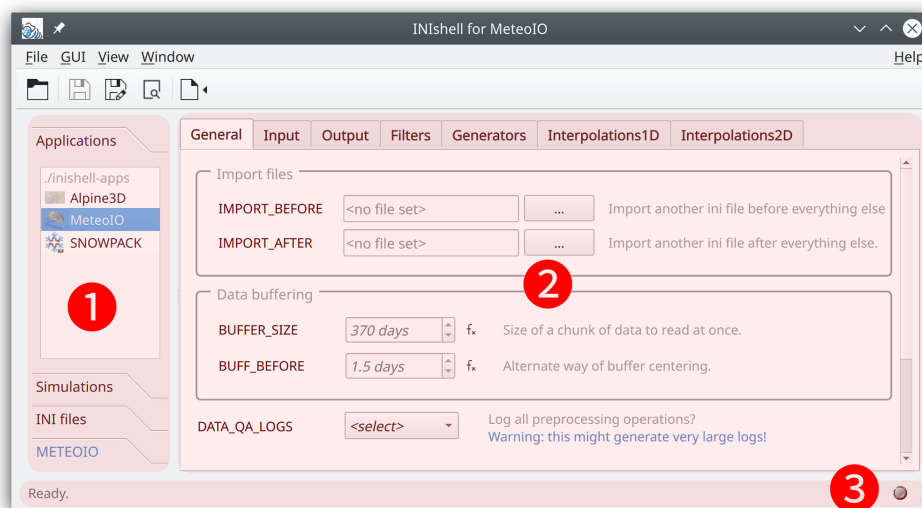 INIshell for MeteoIO
File GUI View Window Help
Applications
./inishell-apps
Alpine3D
MeteoIO
SNOWPACK
1
Simulations
INI files
METEOIO
General Input Output Filters Generators Interpolations1D Interpolations2D
Import files
IMPORT_BEFORE <no file set> ... Import another ini file before everything else
IMPORT_AFTER <no file set> ... Import another ini file after everything else.
2
Data buffering
BUFFER_SIZE 370 days fx Size of a chunk of data to read at once.
BUFF_BEFORE 1.5 days fx Alternate way of buffer centering.
DATA_QA_LOGS <select> Log all preprocessing operations?
Warning: this might generate very large logs!
Ready.
3